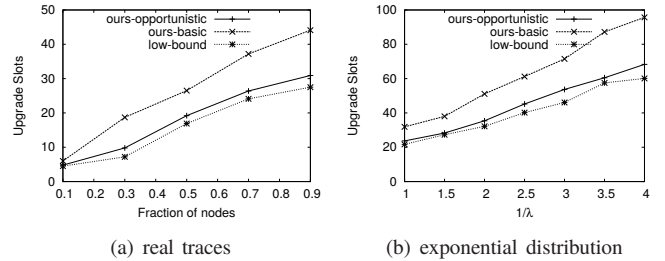 ours-opportunistic
ours-basic
low-bound
Upgrade Slots
50
40
30
20
10
0
0.1 0.2 0.3 0.4 0.5 0.6 0.7 0.8 0.9
Fraction of nodes
(a) real traces
ours-opportunistic
ours-basic
low-bound
Upgrade Slots
100
80
60
40
20
0
1 1.5 2 2.5 3 3.5 4
1/λ
(b) exponential distribution